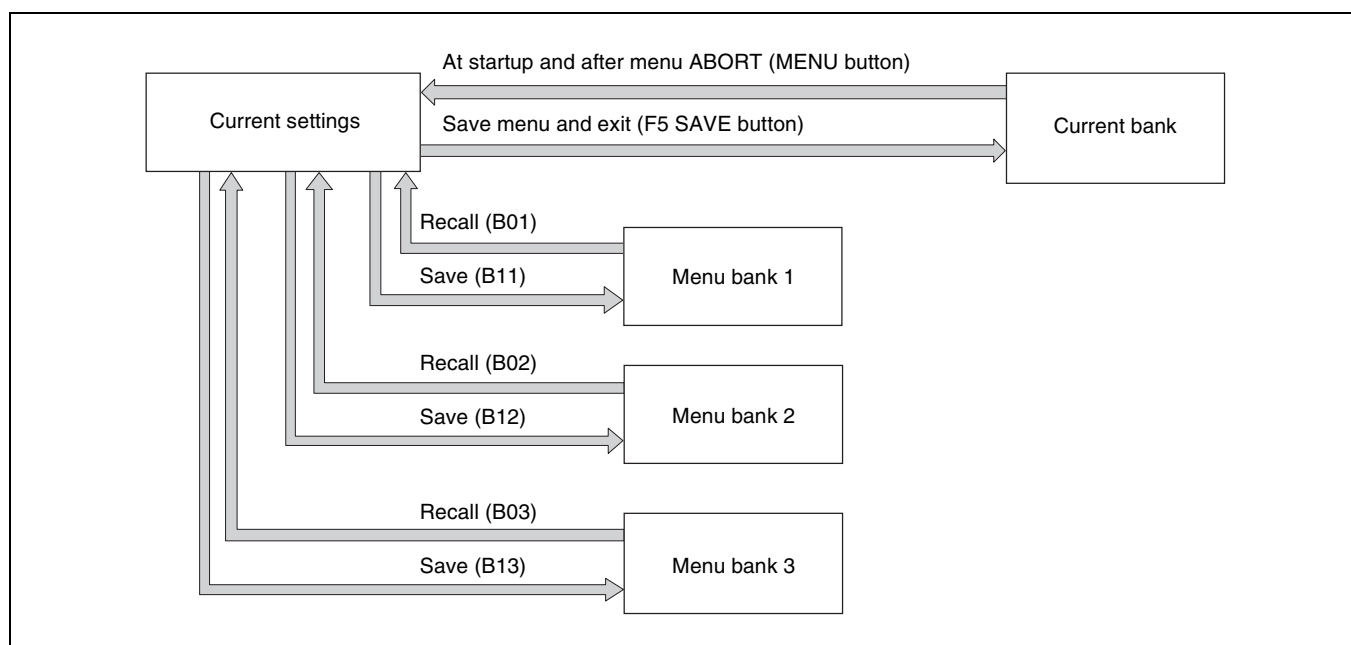 At startup and after menu ABORT (MENU button)
Current settings
Save menu and exit (F5 SAVE button)
Current bank
Recall (B01)
Save (B11)
Menu bank 1
Recall (B02)
Save (B12)
Menu bank 2
Recall (B03)
Save (B13)
Menu bank 3